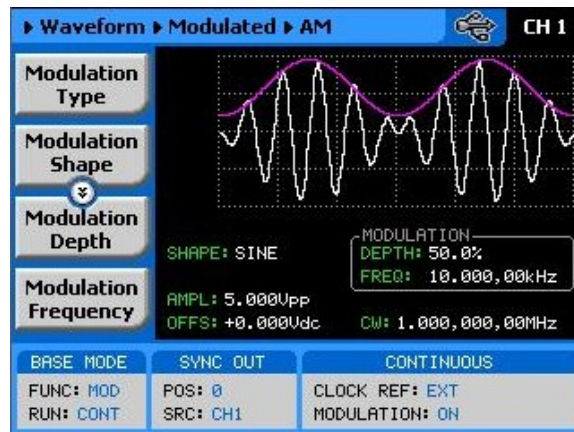 Waveform Modulated AM CH 1
Modulation
Type
Modulation
Shape
Modulation
Depth
Modulation
Frequency
SHAPE: SINE
AMPL: 5.000Vpp
OFFS: +0.000Vdc
MODULATION
DEPTH: 50.0%
FREQ: 10.000,00kHz
CW: 1.000,000,00MHz
BASE MODE
FUNC: MOD
RUN: CONT
SYNC OUT
POS: 0
SRC: CH1
CONTINUOUS
CLOCK REF: EXT
MODULATION: ON